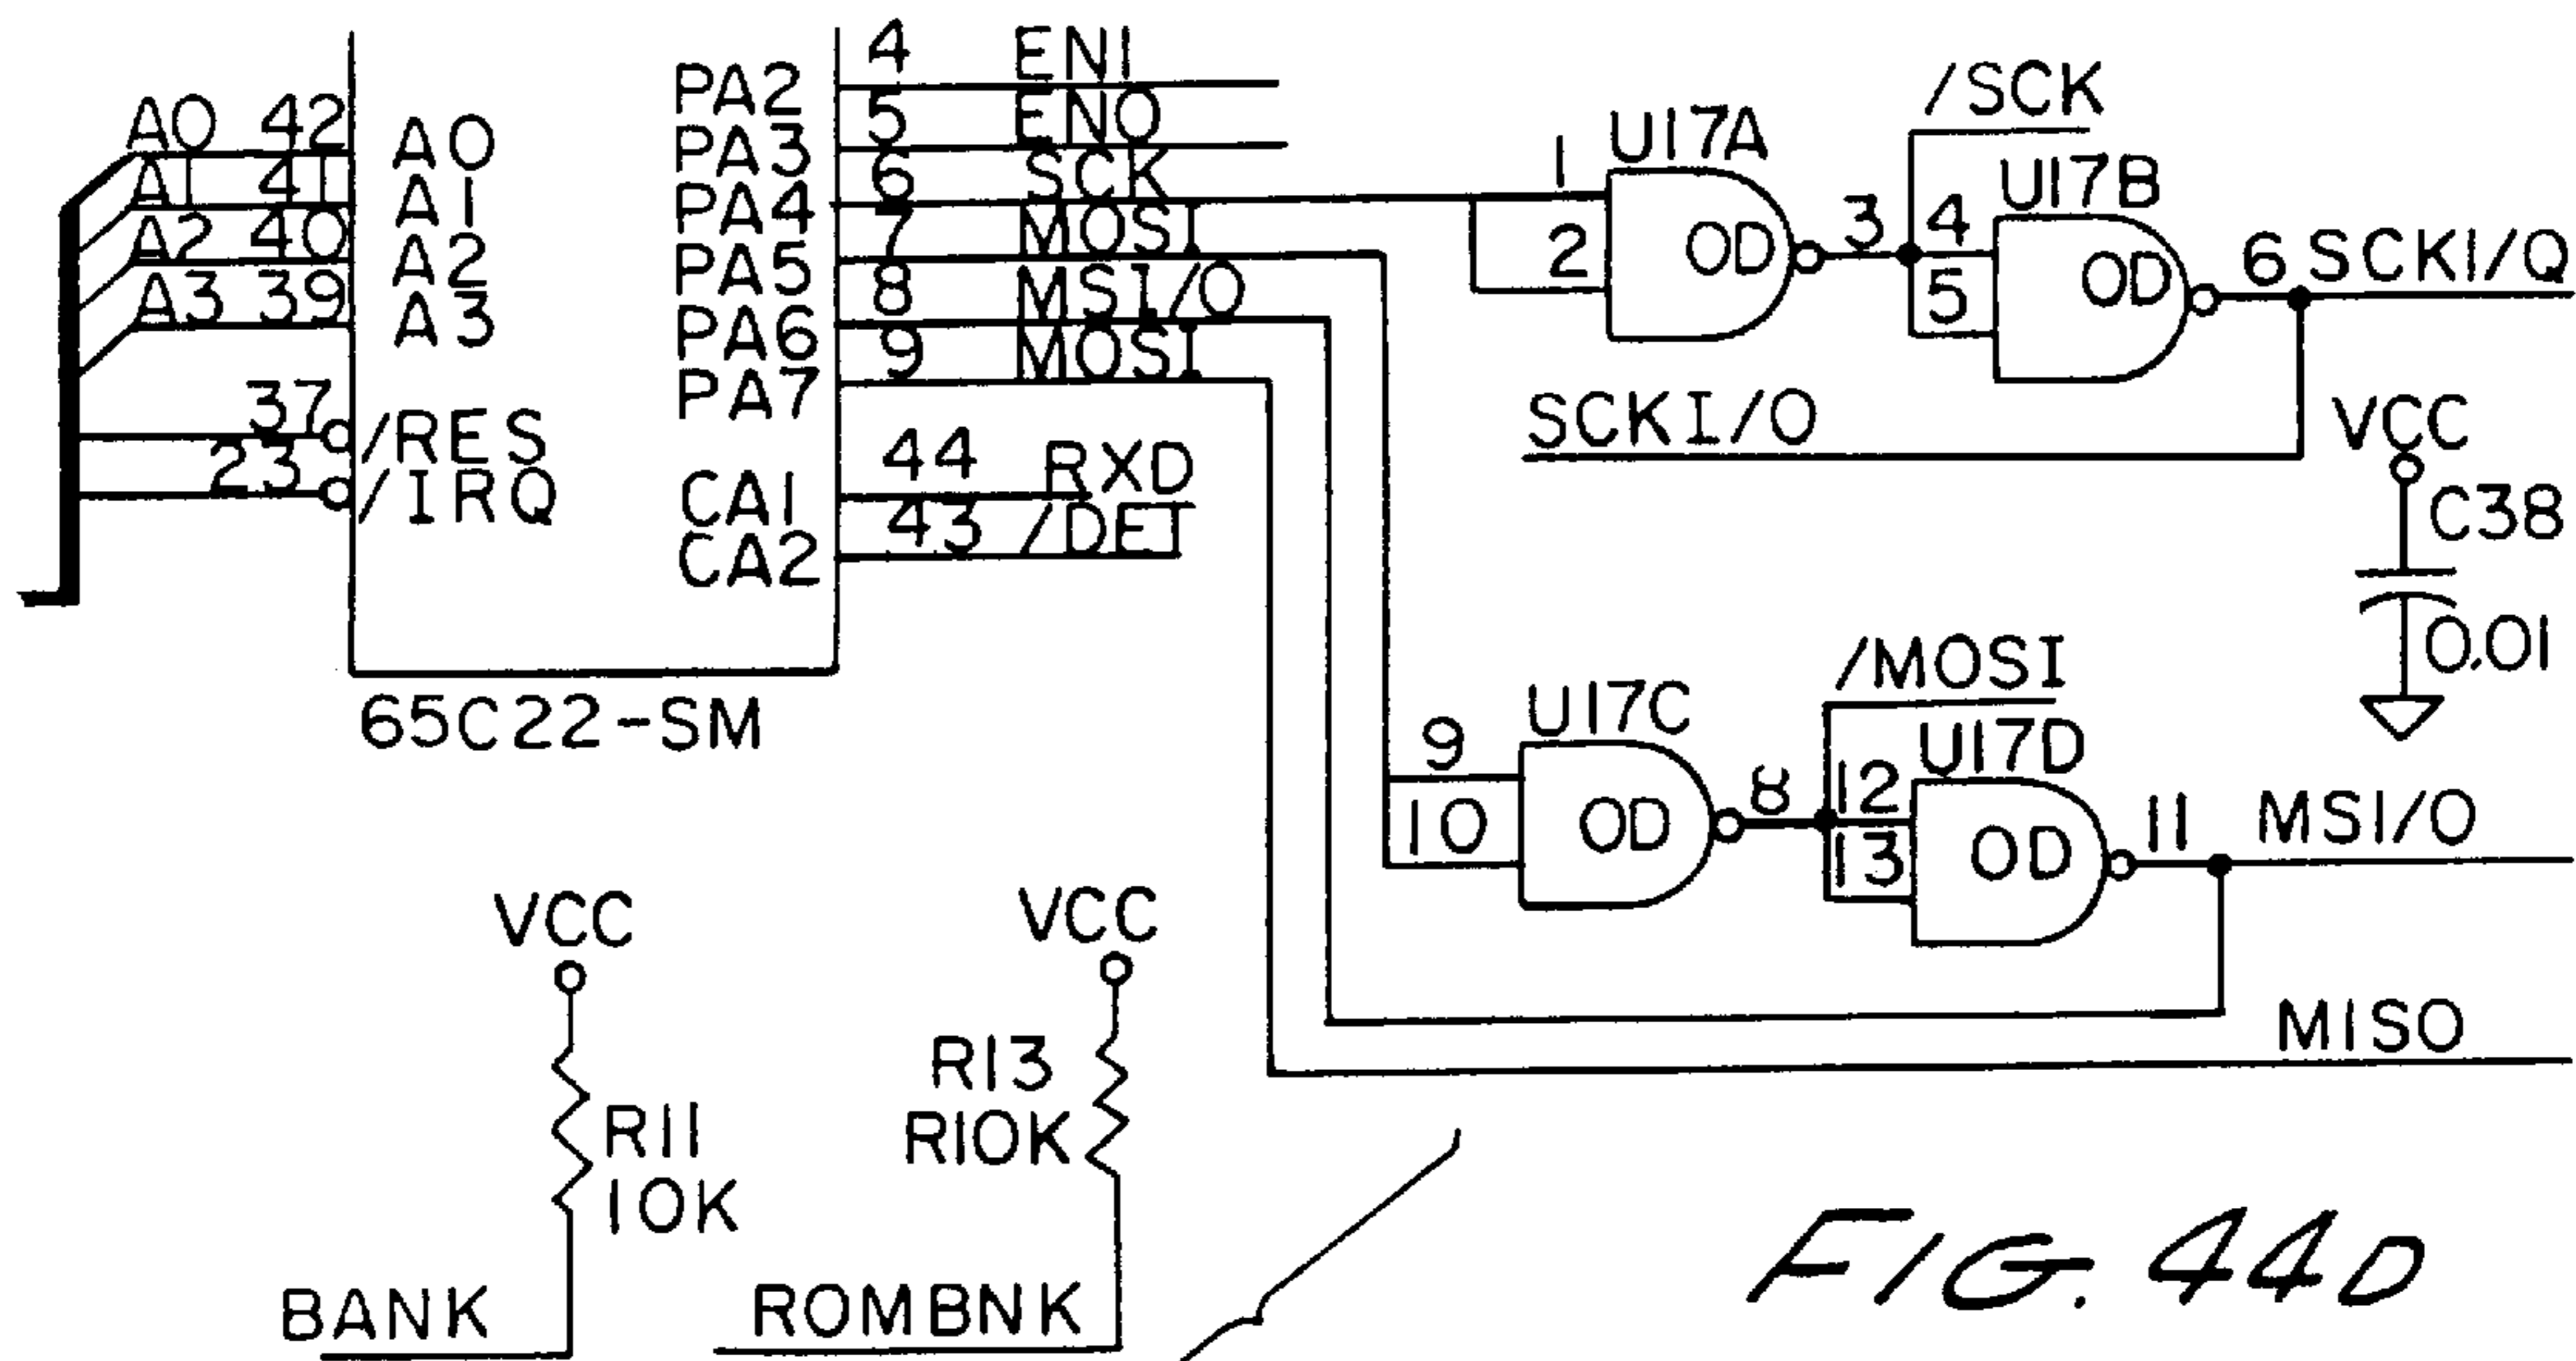 A0 42
A1 41
A2 40
A3 39
37
23
A0
A1
A2
A3
/RES
/IRQ
PA2
PA3
PA4
PA5
PA6
PA7
CA1
CA2
4 EN1
5 EN0
6 SCK
7 MOSI
8 MSI/O
9 MOSI
44 RXD
43 /DET
65C22-SM
U17A
1
2
OD
3
/SCK
U17B
4
5
OD
6 SCKI/Q
SCKI/O
VCC
C38
0.01
U17C
9
10
OD
8
/MOSI
U17D
12
13
OD
11 MSI/O
MISO
VCC
R11
10K
BANK
VCC
R13
R10K
ROMBNK
FIG. 44D